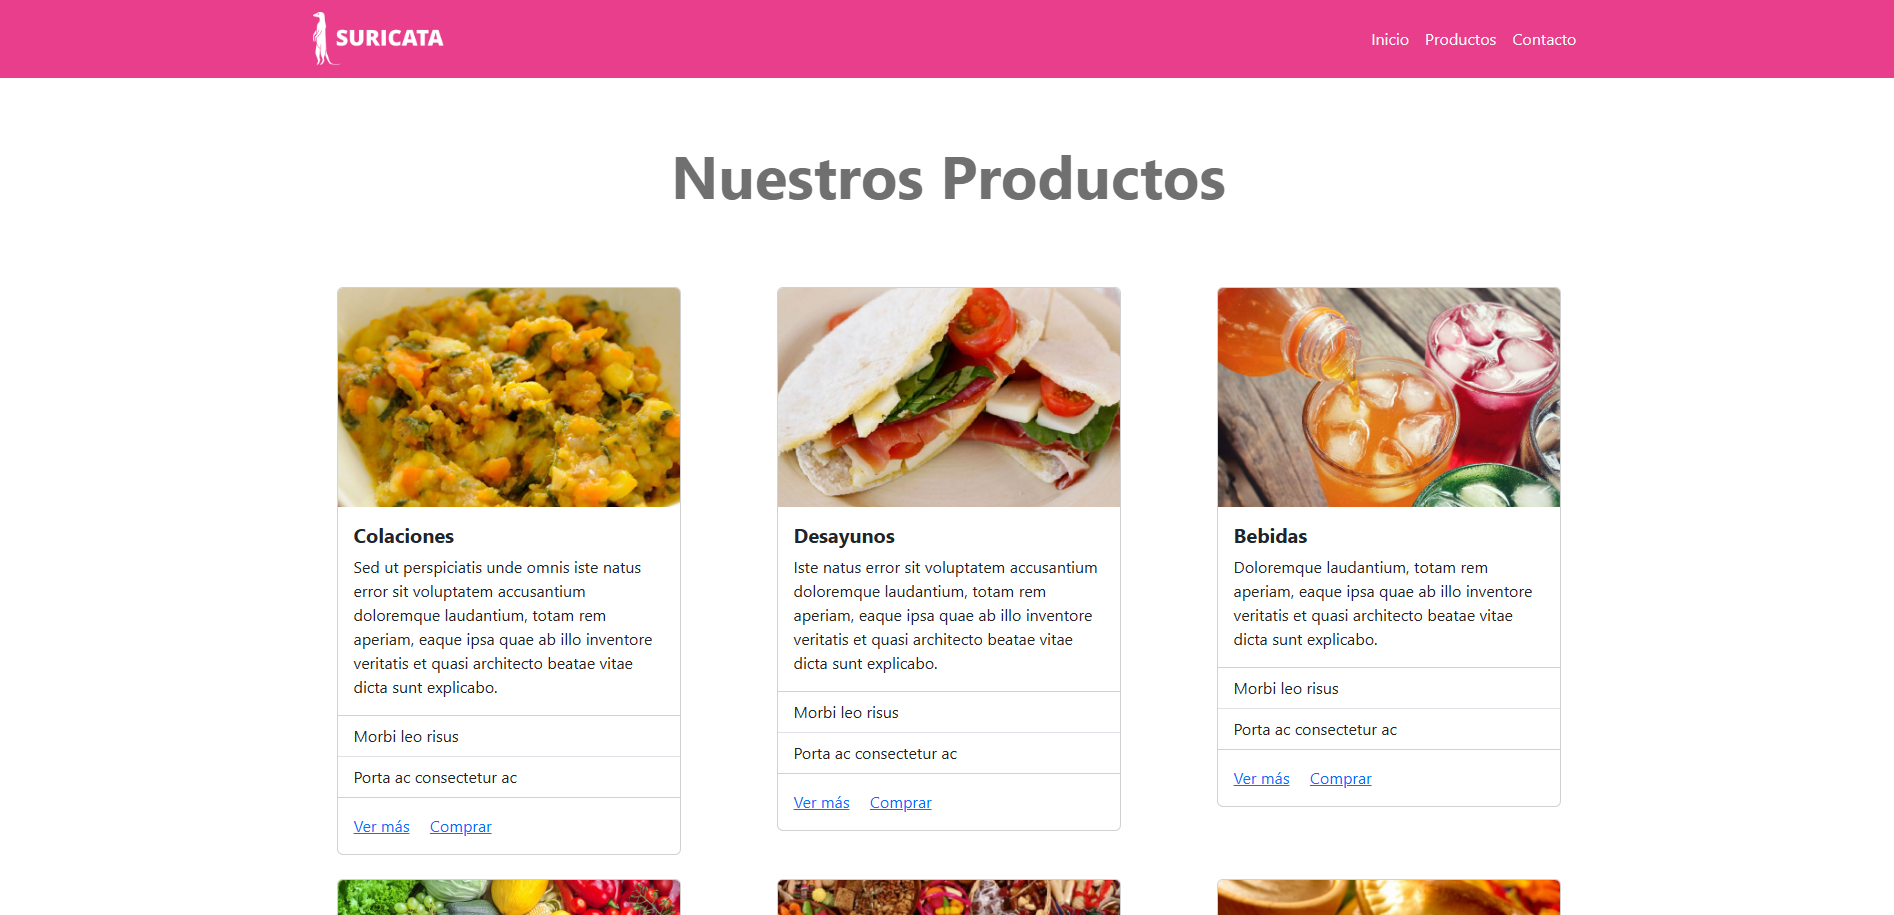 SURICATA
Inicio Productos Contacto
Nuestros Productos
Colaciones
Sed ut perspiciatis unde omnis iste natus
error sit voluptatem accusantium
doloremque laudantium, totam rem
aperiam, eaque ipsa quae ab illo inventore
veritatis et quasi architecto beatae vitae
dicta sunt explicabo.
Morbi leo risus
Porta ac consectetur ac
Ver más Comprar
Desayunos
Iste natus error sit voluptatem accusantium
doloremque laudantium, totam rem
aperiam, eaque ipsa quae ab illo inventore
veritatis et quasi architecto beatae vitae
dicta sunt explicabo.
Morbi leo risus
Porta ac consectetur ac
Ver más Comprar
Bebidas
Doloremque laudantium, totam rem
aperiam, eaque ipsa quae ab illo inventore
veritatis et quasi architecto beatae vitae
dicta sunt explicabo.
Morbi leo risus
Porta ac consectetur ac
Ver más Comprar